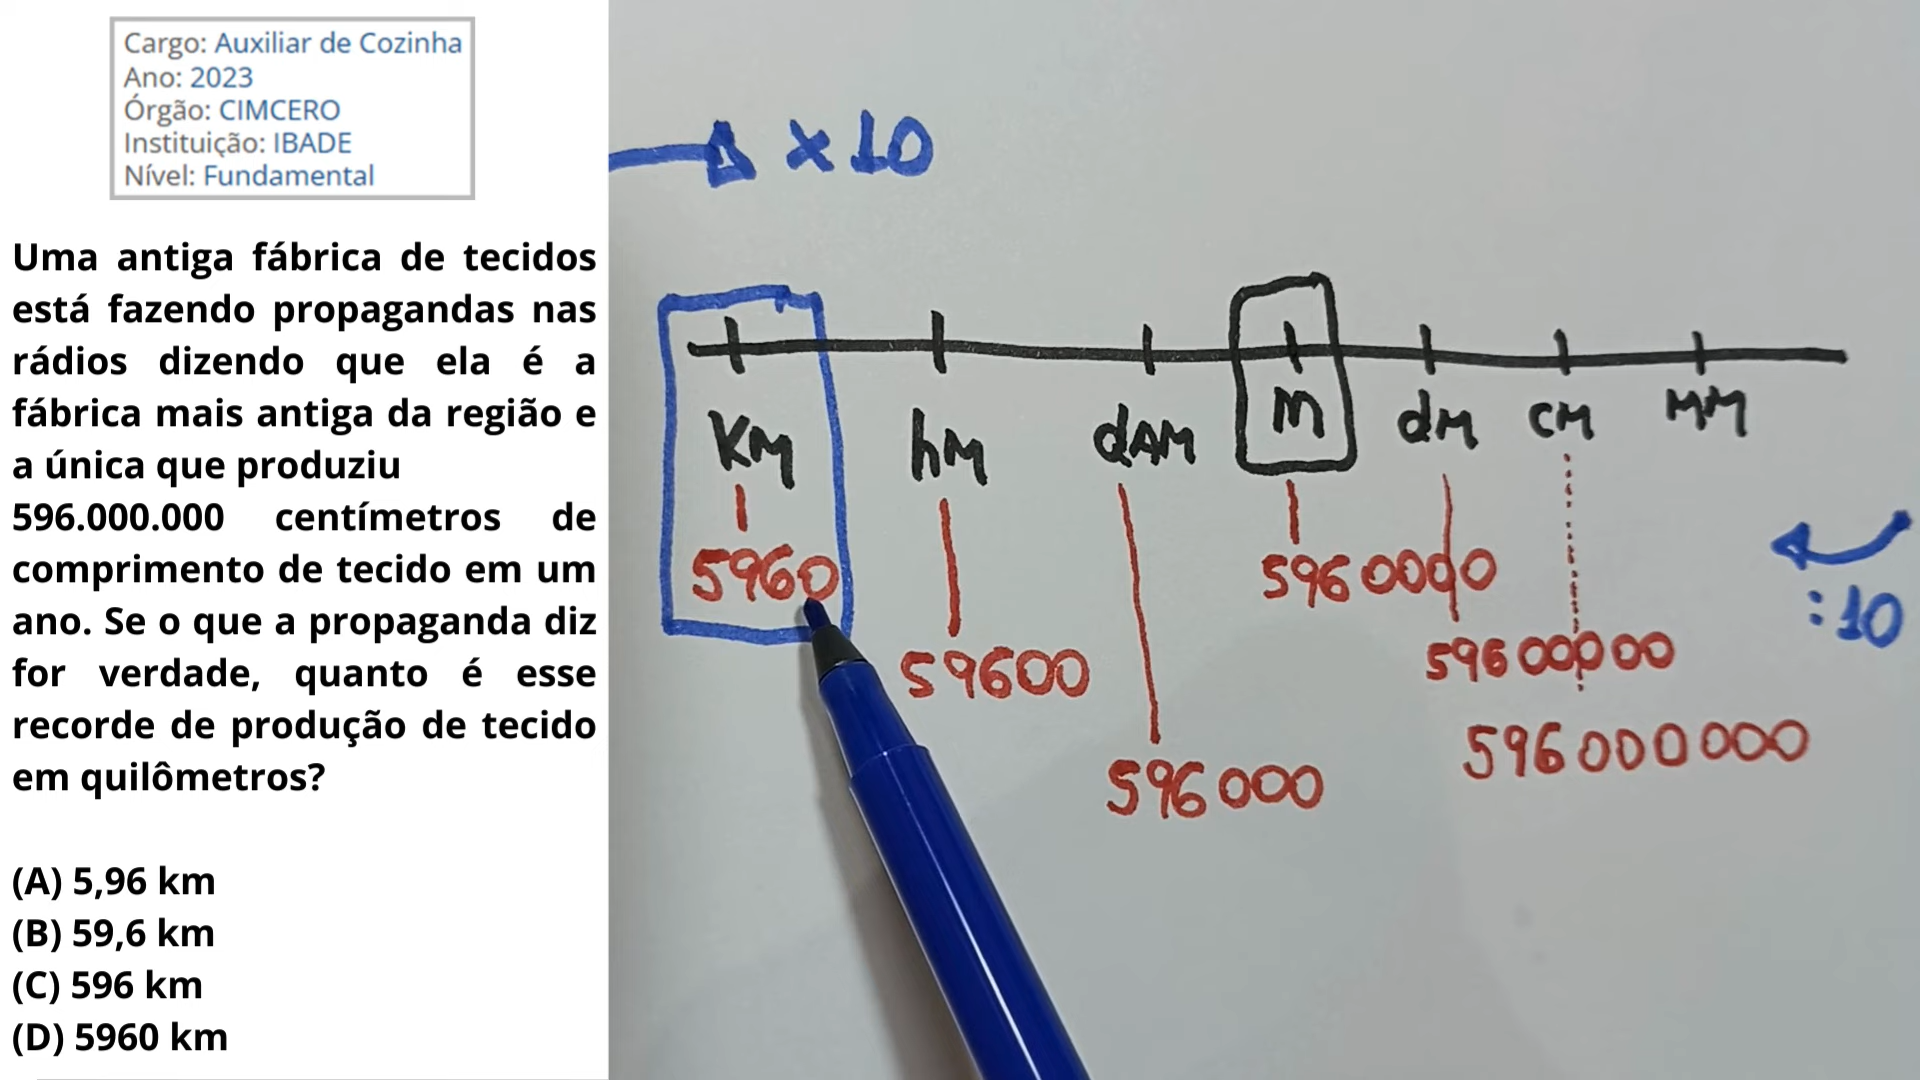 Cargo: Auxiliar de Cozinha
Ano: 2023
Órgão: CIMCERO
Instituição: IBADE
Nível: Fundamental
Uma antiga fábrica de tecidos
está fazendo propagandas nas
rádios dizendo que ela é a
fábrica mais antiga da região e
a única que produziu
596.000.000 centímetros de
comprimento de tecido em um
ano. Se o que a propaganda diz
for verdade, quanto é esse
recorde de produção de tecido
em quilômetros?
(A) 5,96 km
(B) 59,6 km
(C) 596 km
(D) 5960 km
x10
KM hM dAM m dM CM MM
5960
5960000
:10
59600
59600000
596000
596000000